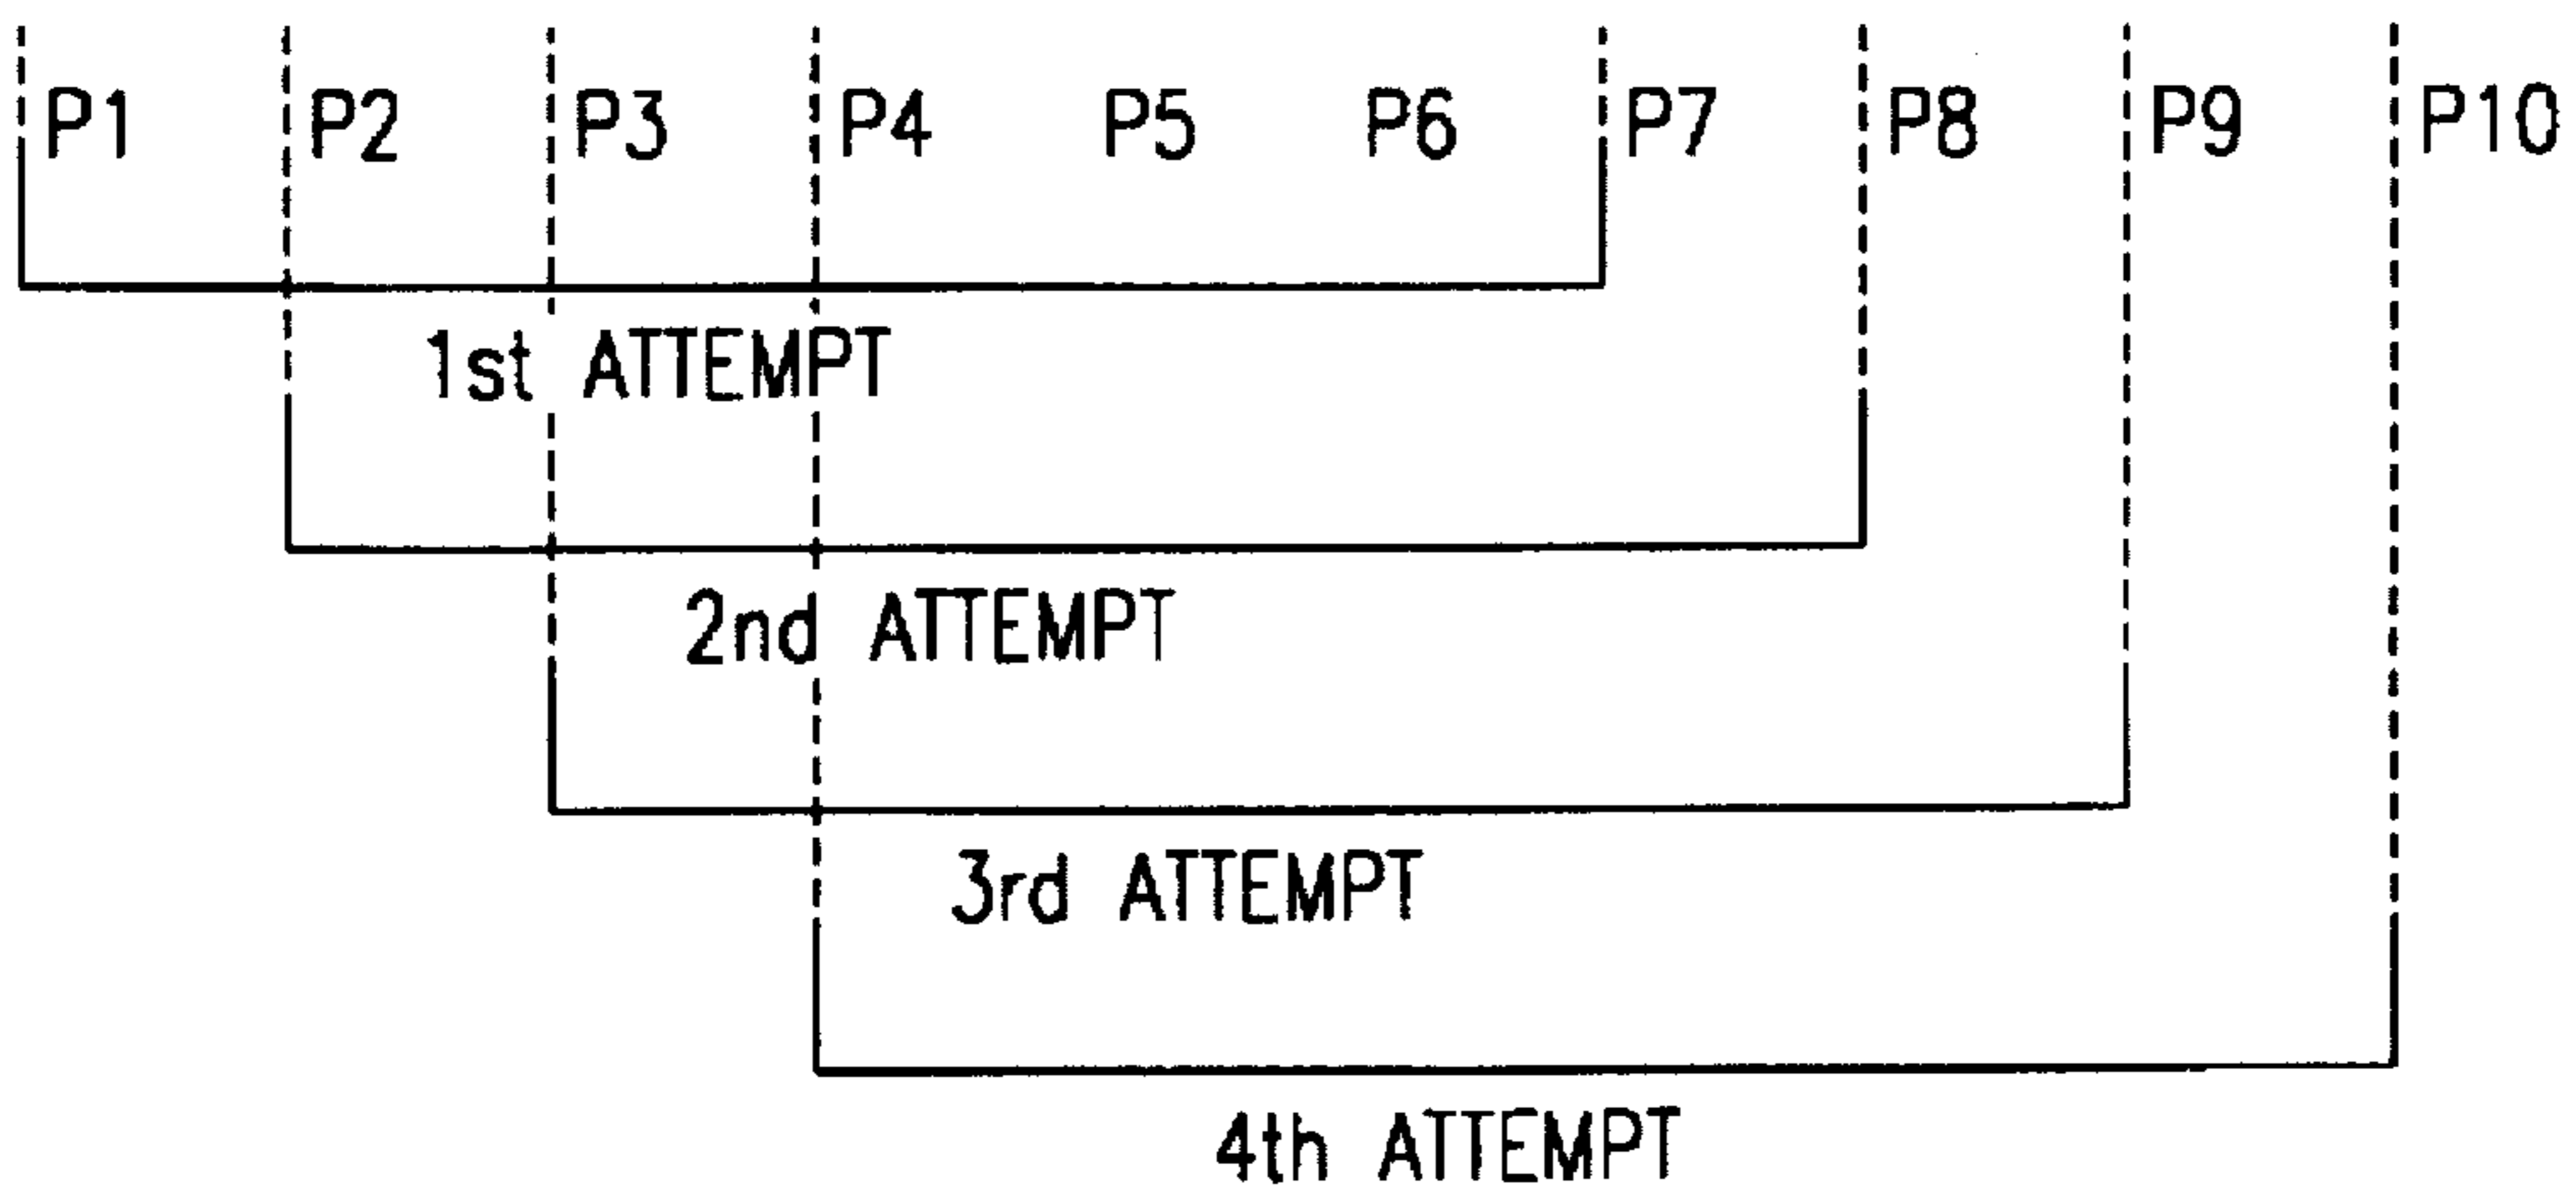 P1 P2 P3 P4 P5 P6 P7 P8 P9 P10
1st ATTEMPT
2nd ATTEMPT
3rd ATTEMPT
4th ATTEMPT